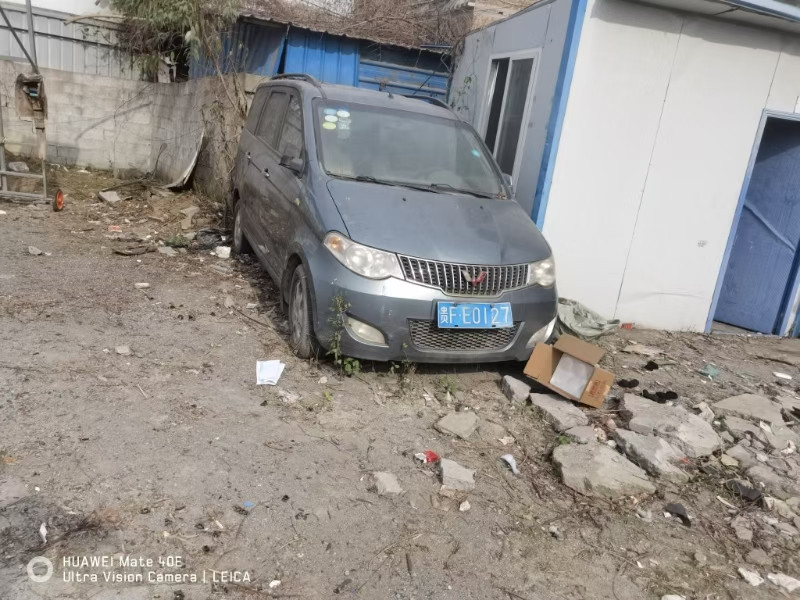 贵F·E0127
HUAWEI Mate 40E
Ultra Vision Camera | LEICA